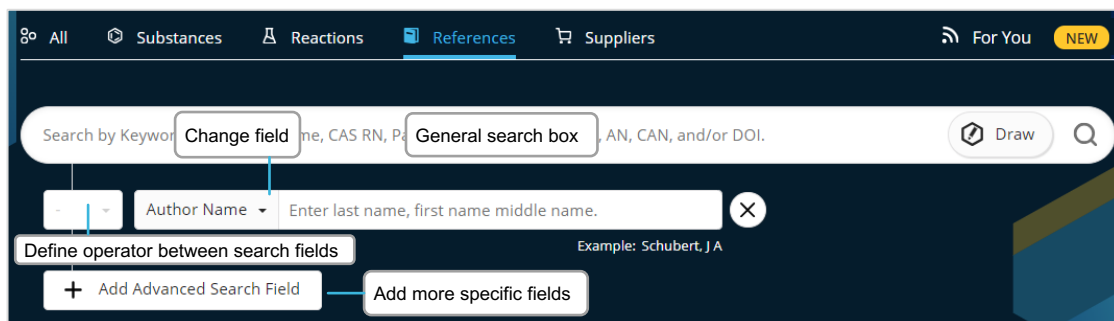 All Substances Reactions References Suppliers For You NEW
Search by Keywor Change field me, CAS RN, Pa General search box , AN, CAN, and/or DOI. Draw
- Author Name Enter last name, first name middle name.
Define operator between search fields Example: Schubert, J A
+ Add Advanced Search Field Add more specific fields